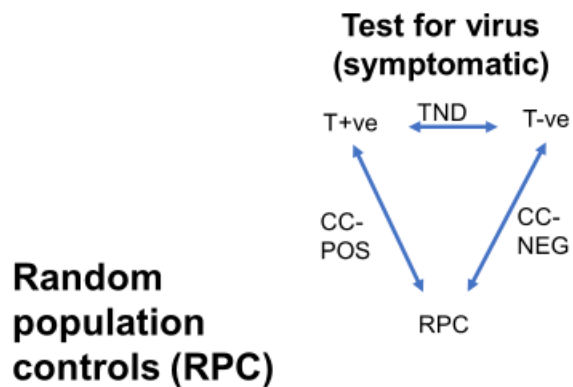 Test for virus
(symptomatic)
T+ve
TND
T-ve
CC-
POS
CC-
NEG
Random
population
controls (RPC)
RPC